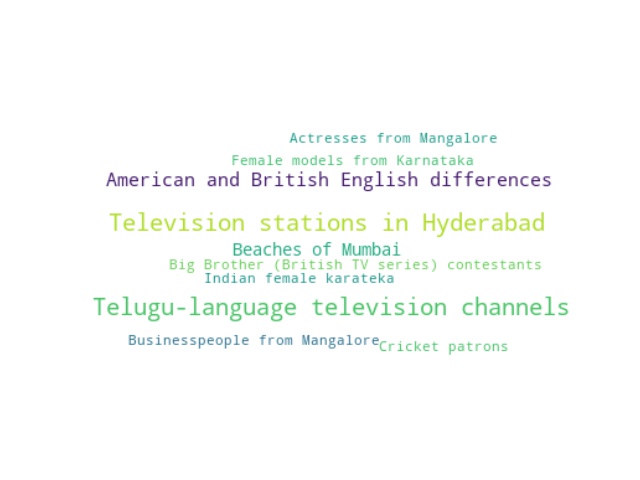 Actresses from Mangalore
Female models from Karnataka
American and British English differences
Television stations in Hyderabad
Beaches of Mumbai
Big Brother (British TV series) contestants
Indian female karateka
Telugu-language television channels
Businesspeople from Mangalore
Cricket patrons